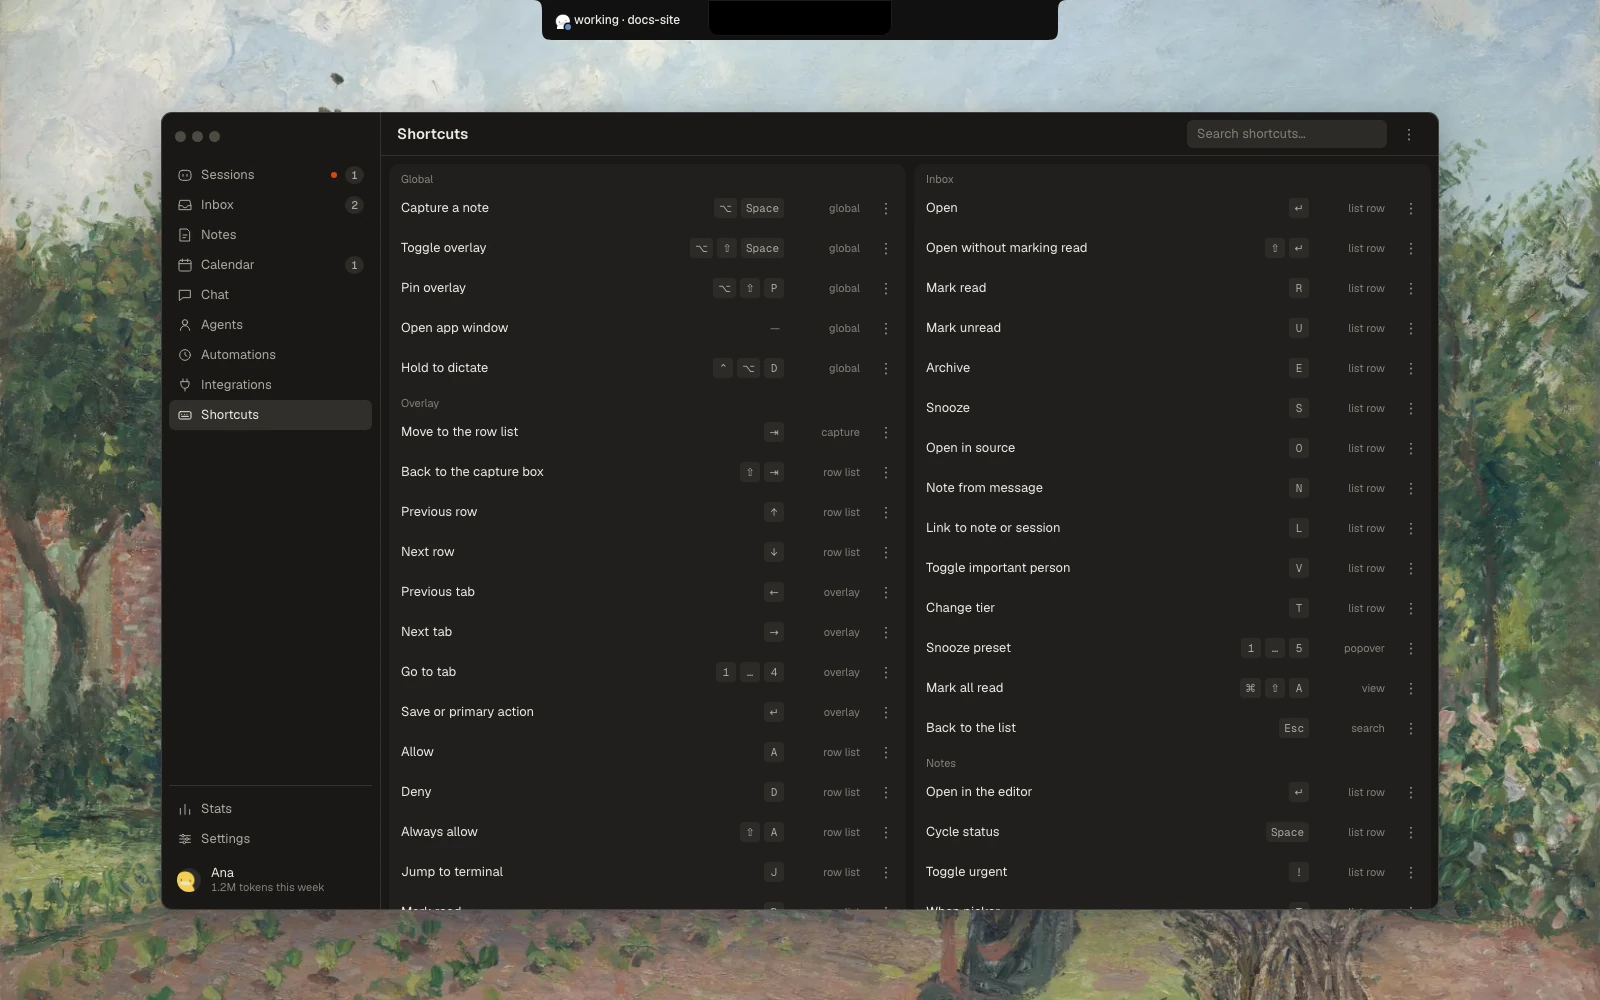 working · docs-site
Sessions 1
Inbox 2
Notes
Calendar 1
Chat
Agents
Automations
Integrations
Shortcuts
Stats
Settings
Ana
1.2M tokens this week
Shortcuts
Search shortcuts…
Global
Capture a note ⌥ Space global
Toggle overlay ⌥ ⇧ Space global
Pin overlay ⌥ ⇧ P global
Open app window — global
Hold to dictate ⌃ ⌥ D global
Overlay
Move to the row list ⇥ capture
Back to the capture box ⇧ ⇥ row list
Previous row ↑ row list
Next row ↓ row list
Previous tab ← overlay
Next tab → overlay
Go to tab 1 … 4 overlay
Save or primary action ↵ overlay
Allow A row list
Deny D row list
Always allow ⇧ A row list
Jump to terminal J row list
Mark read
Inbox
Open ↵ list row
Open without marking read ⇧ ↵ list row
Mark read R list row
Mark unread U list row
Archive E list row
Snooze S list row
Open in source O list row
Note from message N list row
Link to note or session L list row
Toggle important person V list row
Change tier T list row
Snooze preset 1 … 5 popover
Mark all read ⌘ ⇧ A view
Back to the list Esc search
Notes
Open in the editor ↵ list row
Cycle status Space list row
Toggle urgent ! list row
When picker